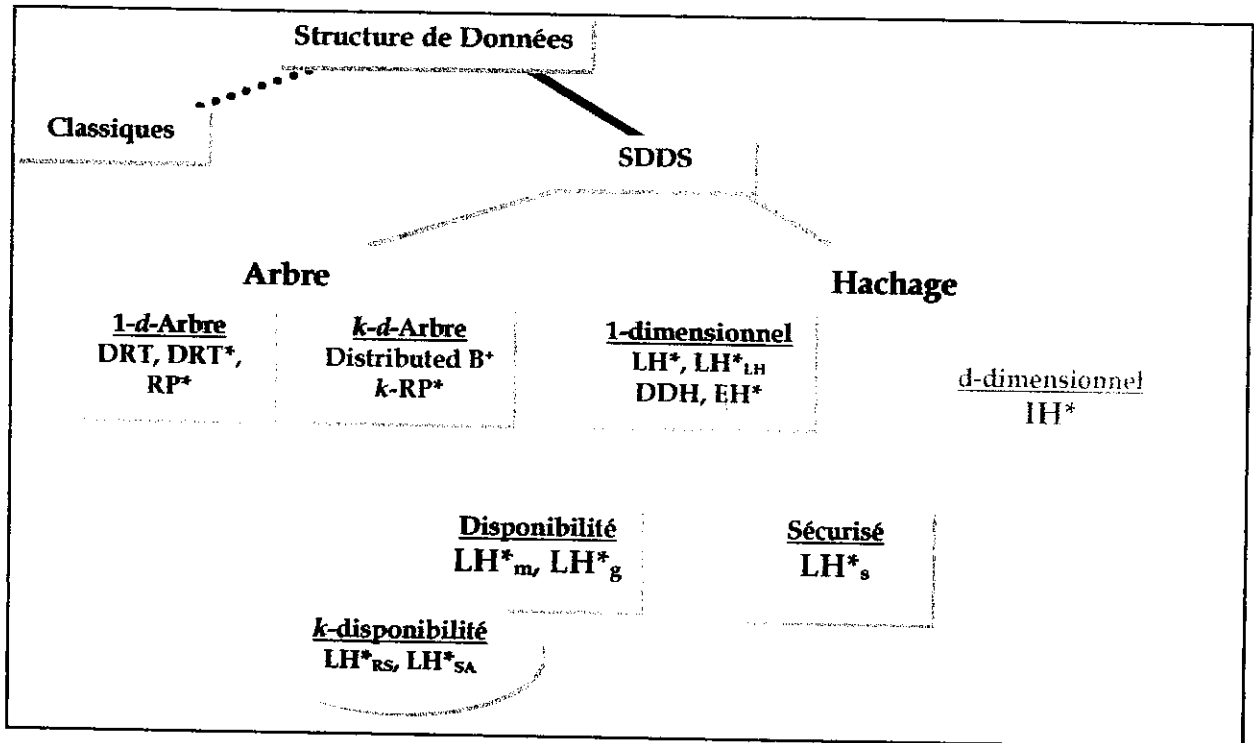 Structure de Données
Classiques
SDDS
Arbre
Hachage
1-d-Arbre
DRT, DRT*,
RP*
k-d-Arbre
Distributed B⁺
k-RP*
1-dimensionnel
LH*, LH*LH
DDH, EH*
d-dimensionnel
IH*
Disponibilité
LH*m, LH*g
Sécurisé
LH*s
k-disponibilité
LH*RS, LH*SA